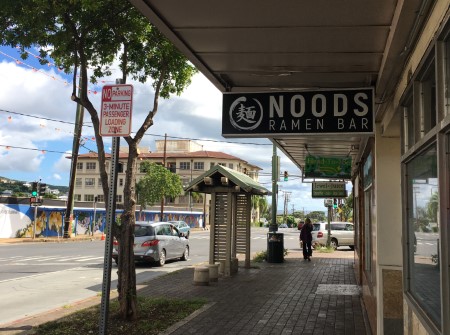 NO PARKING
3-MINUTE
PASSENGER
LOADING
ZONE
麺
NOODS
RAMEN BAR